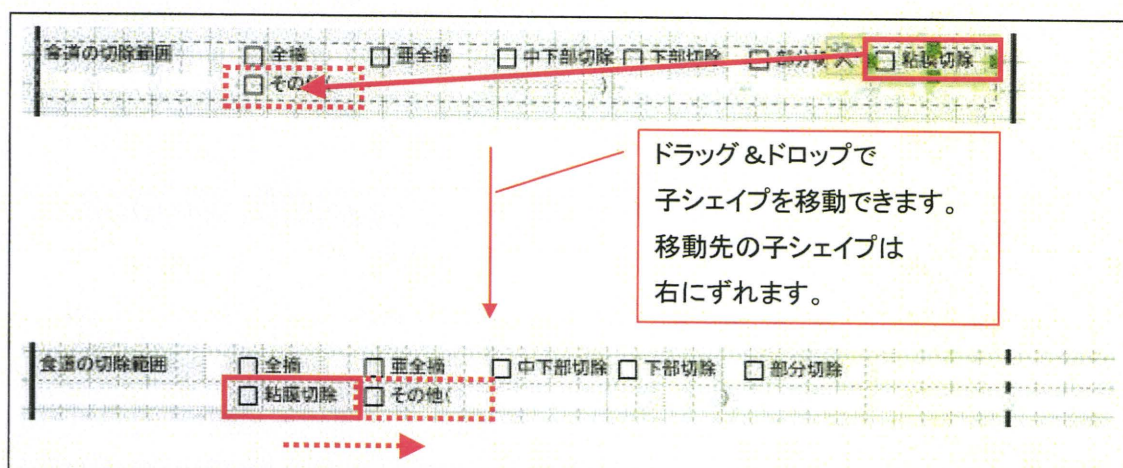 食道の切除範囲 □ 全摘 □ 亜全摘 □ 中下部切除 □ 下部切除 □ 部分切 □ 粘膜切除
□ その他( )
ドラッグ&ドロップで
子シェイプを移動できます。
移動先の子シェイプは
右にずれます。
食道の切除範囲 □ 全摘 □ 亜全摘 □ 中下部切除 □ 下部切除 □ 部分切除
□ 粘膜切除 □ その他( )